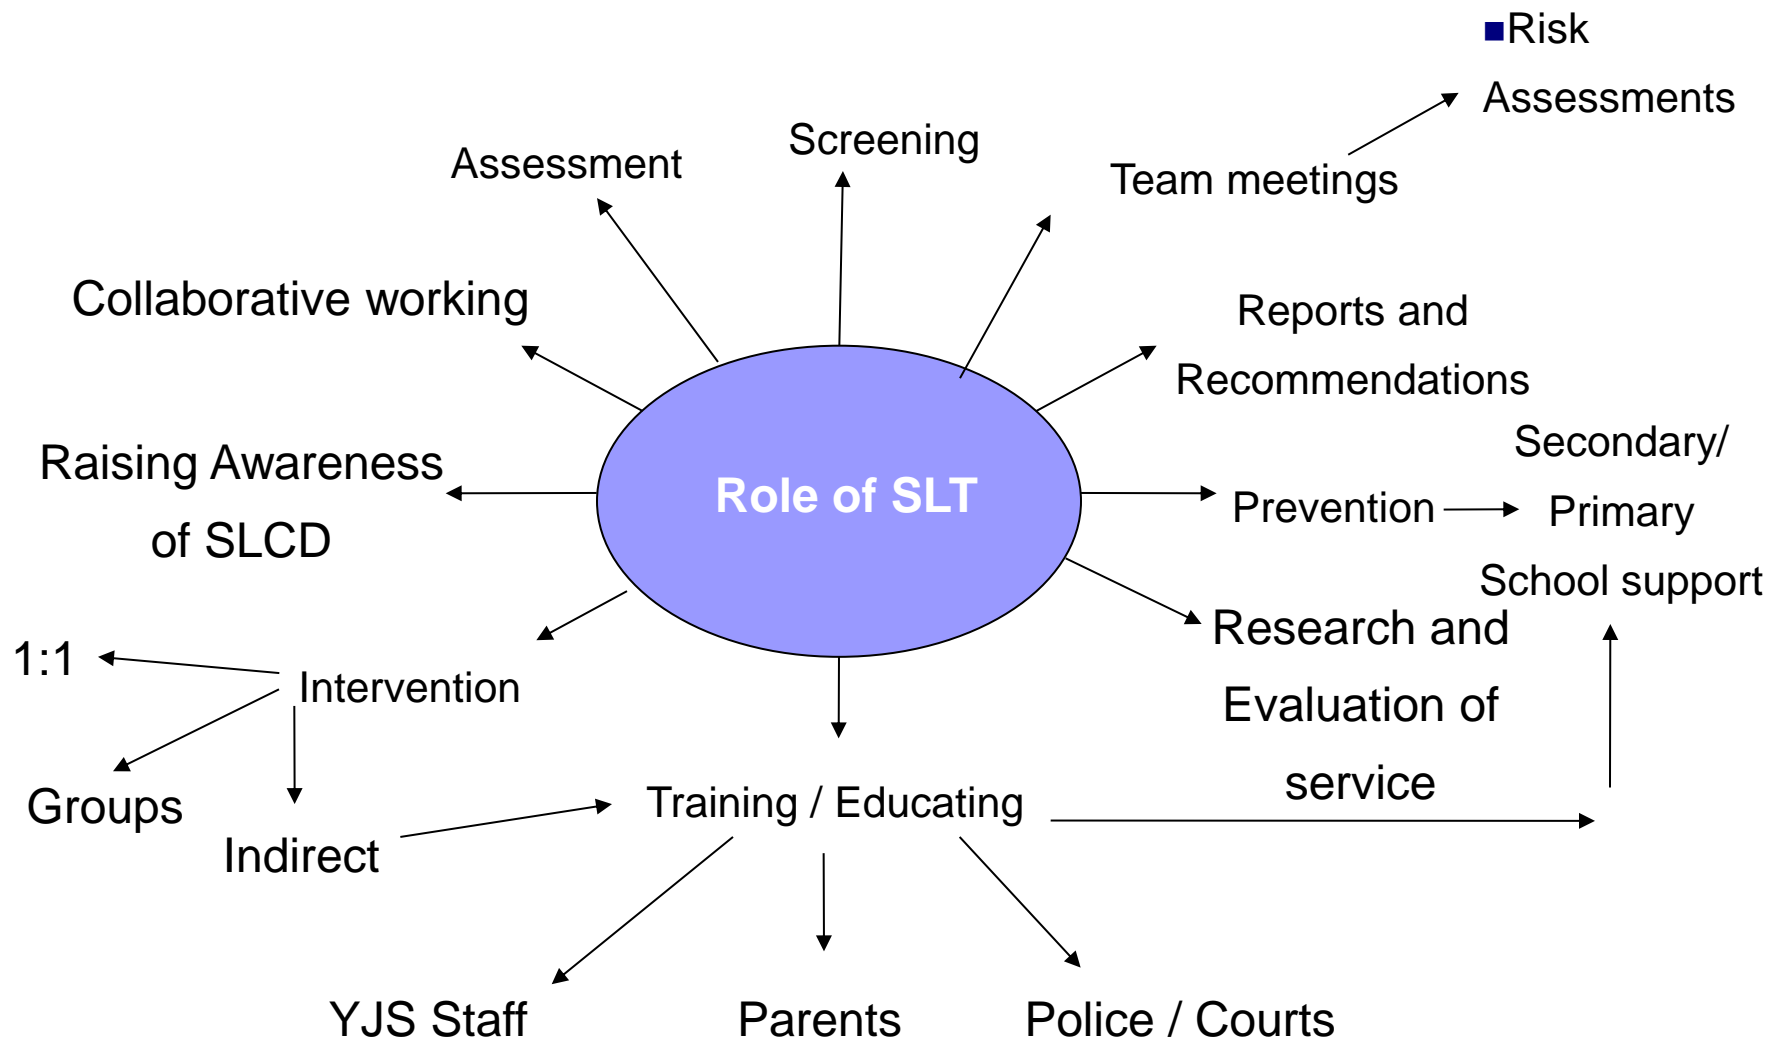 ■Risk
Assessments
Screening
Assessment
Team meetings
Collaborative working
Reports and
Recommendations
Secondary/
Primary
School support
Raising Awareness
of SLCD
Role of SLT
Prevention
Research and
Evaluation of
service
1:1
Intervention
Groups
Indirect
Training / Educating
YJS Staff
Parents
Police / Courts